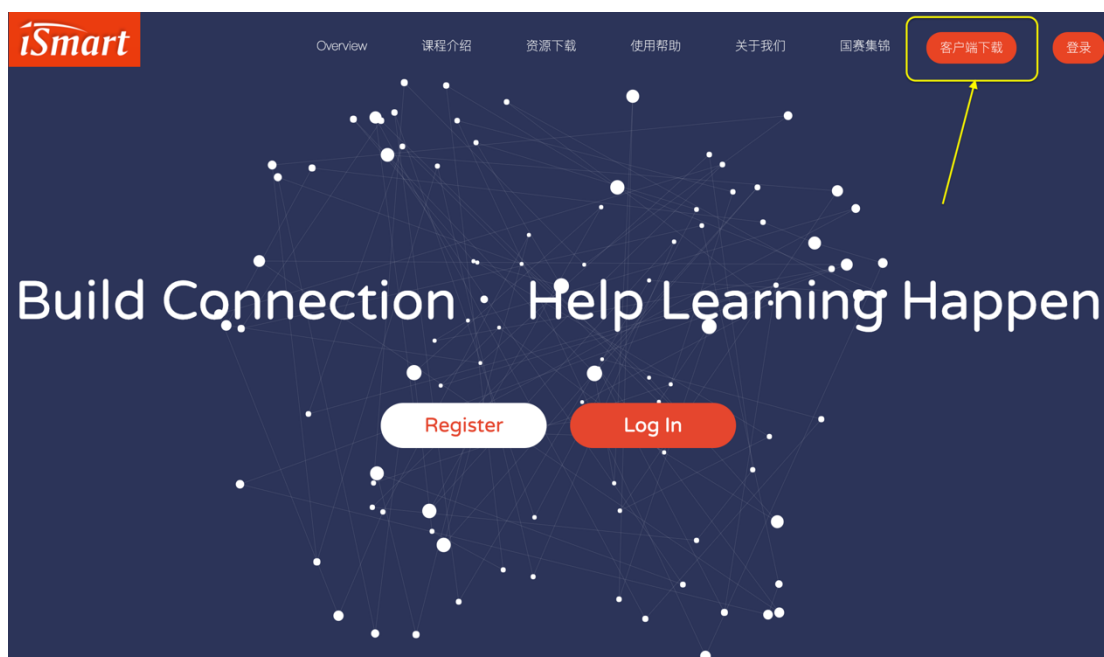 iSmart
Overview 课程介绍 资源下载 使用帮助 关于我们 国赛集锦 客户端下载 登录
Build Connection Help Learning Happen
Register Log In